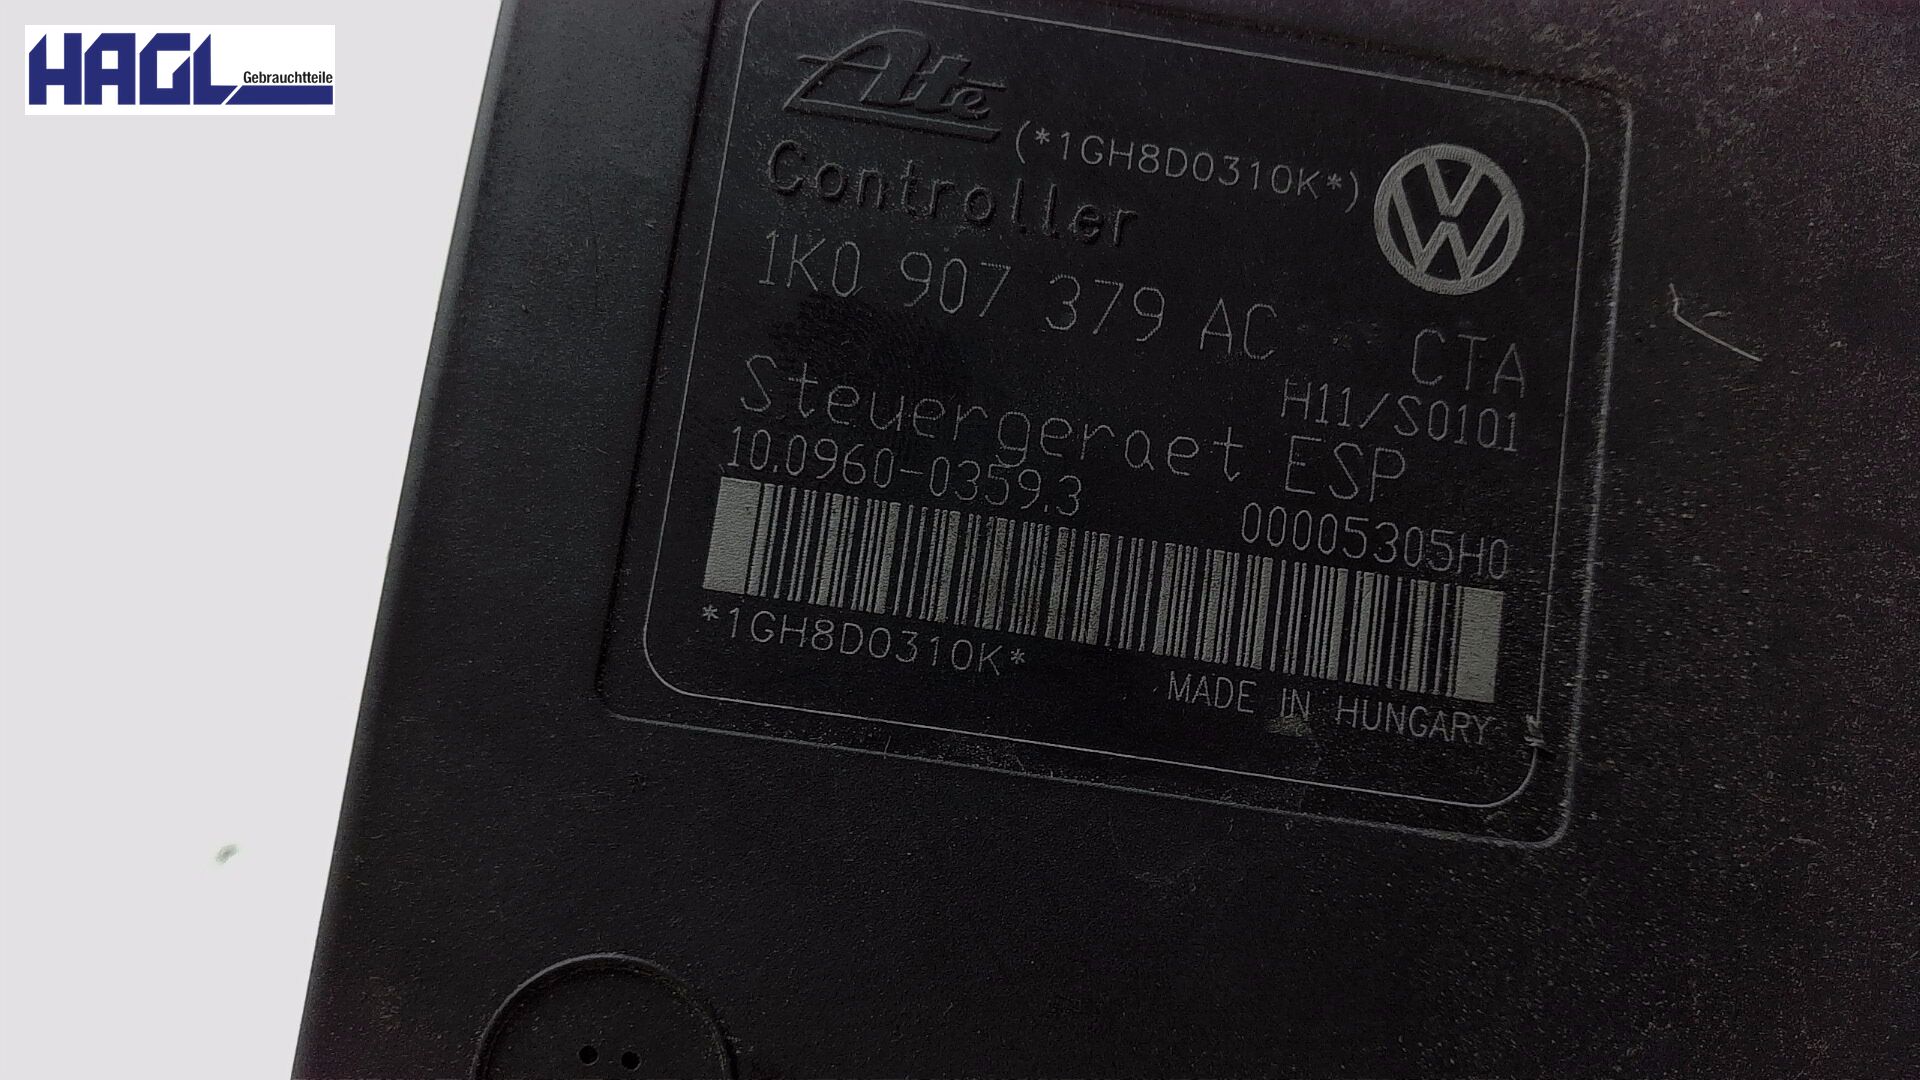 HAGL
Gebrauchtteile
Ate
(*1GH8D0310K*)
Controller
1K0 907 379 AC CTA
H11/S0101
Steuergeraet ESP
10.0960-0359.3
00005305H0
*1GH8D0310K*
MADE IN HUNGARY